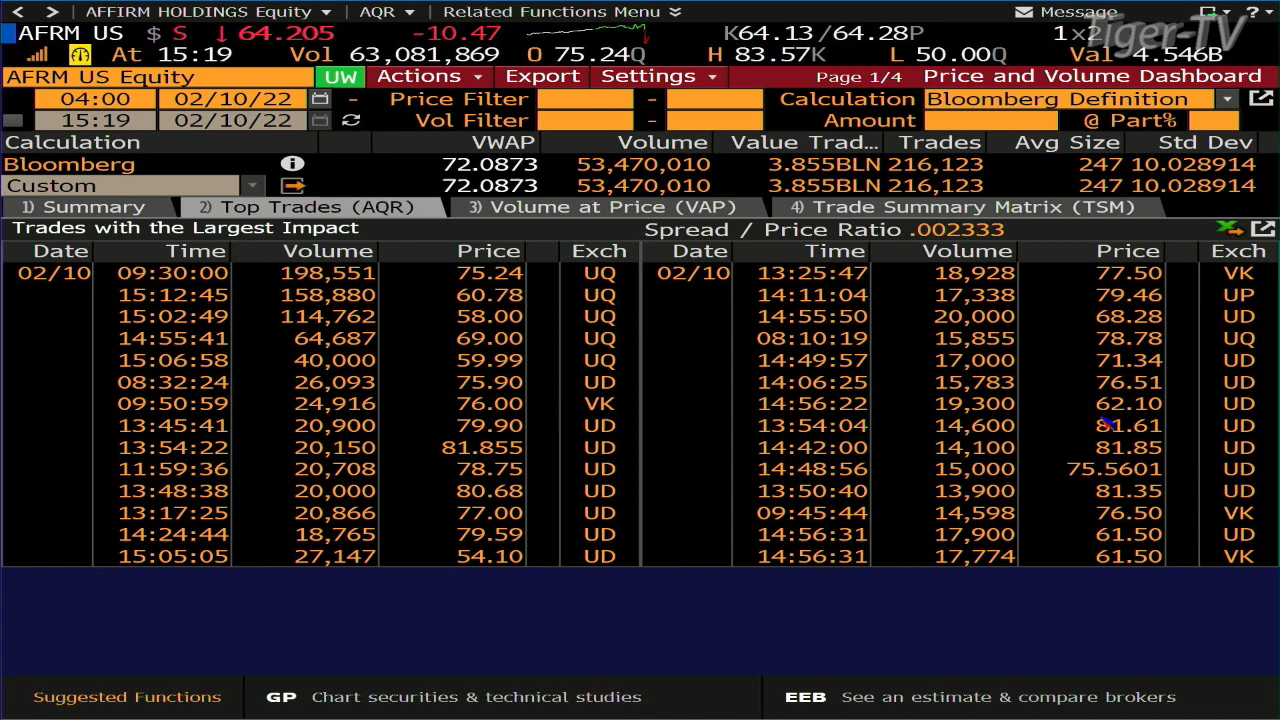 < > AFFIRM HOLDINGS Equity AQR Related Functions Menu Message ?
AFRM US $ S ↓ 64.205 -10.47 K64.13/64.28P 1x2
Tiger-TV
At 15:19 Vol 63,081,869 O 75.24Q H 83.57K L 50.00Q Val 4.546B
AFRM US Equity UW Actions Export Settings Page 1/4 Price and Volume Dashboard
04:00 02/10/22 - Price Filter - Calculation Bloomberg Definition
15:19 02/10/22 Vol Filter - Amount @ Part%
Calculation VWAP Volume Value Trad... Trades Avg Size Std Dev
Bloomberg 72.0873 53,470,010 3.855BLN 216,123 247 10.028914
Custom 72.0873 53,470,010 3.855BLN 216,123 247 10.028914
1) Summary 2) Top Trades (AQR) 3) Volume at Price (VAP) 4) Trade Summary Matrix (TSM)
Trades with the Largest Impact Spread / Price Ratio .002333
Date Time Volume Price Exch Date Time Volume Price Exch
02/10 09:30:00 198,551 75.24 UQ 02/10 13:25:47 18,928 77.50 VK
15:12:45 158,880 60.78 UQ 14:11:04 17,338 79.46 UP
15:02:49 114,762 58.00 UQ 14:55:50 20,000 68.28 UD
14:55:41 64,687 69.00 UQ 08:10:19 15,855 78.78 UQ
15:06:58 40,000 59.99 UQ 14:49:57 17,000 71.34 UD
08:32:24 26,093 75.90 UD 14:06:25 15,783 76.51 UD
09:50:59 24,916 76.00 VK 14:56:22 19,300 62.10 UD
13:45:41 20,900 79.90 UD 13:54:04 14,600 81.61 UD
13:54:22 20,150 81.855 UD 14:42:00 14,100 81.85 UD
11:59:36 20,708 78.75 UD 14:48:56 15,000 75.5601 UD
13:48:38 20,000 80.68 UD 13:50:40 13,900 81.35 UD
13:17:25 20,866 77.00 UD 09:45:44 14,598 76.50 VK
14:24:44 18,765 79.59 UD 14:56:31 17,900 61.50 UD
15:05:05 27,147 54.10 UD 14:56:31 17,774 61.50 VK
Suggested Functions GP Chart securities & technical studies EEB See an estimate & compare brokers